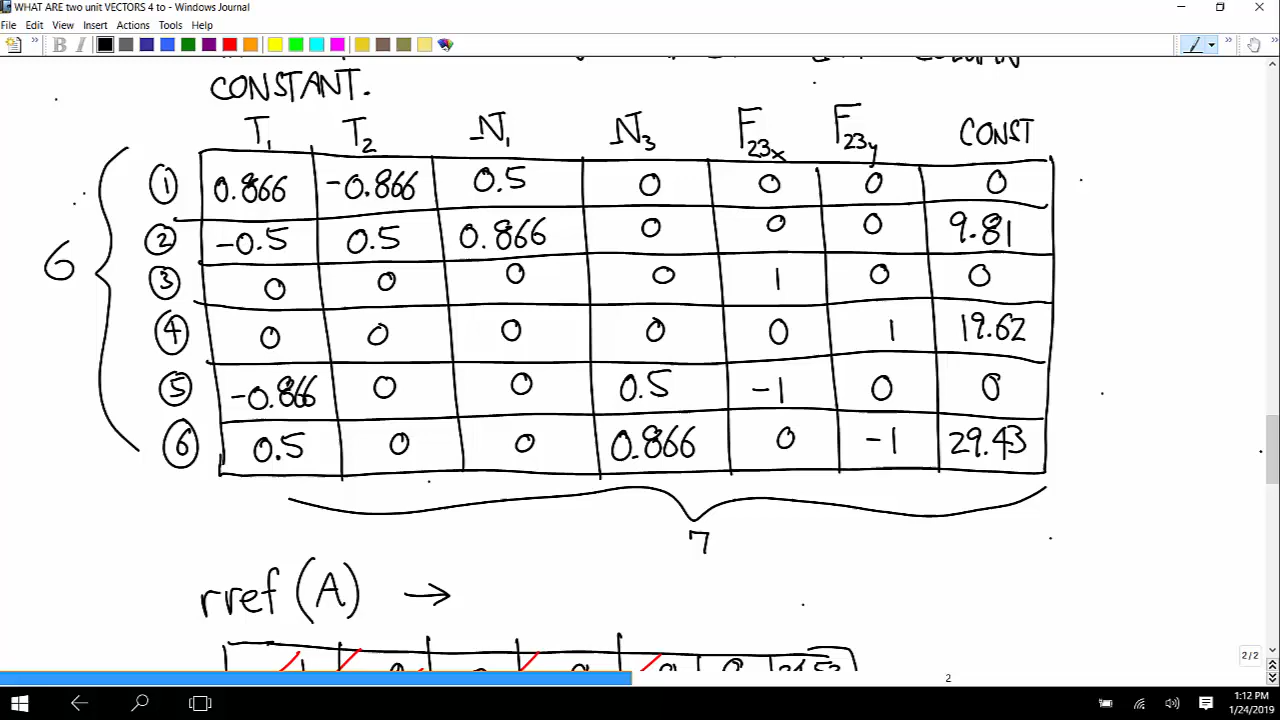 WHAT ARE two unit VECTORS 4 to - Windows Journal
File Edit View Insert Actions Tools Help
B I
COLUMN
CONSTANT.
T1 T2 N1 N3 F23x F23y CONST
① 0.866 -0.866 0.5 0 0 0 0
② -0.5 0.5 0.866 0 0 0 9.81
③ 0 0 0 0 1 0 0
6
④ 0 0 0 0 0 1 19.62
⑤ -0.866 0 0 0.5 -1 0 0
⑥ 0.5 0 0 0.866 0 -1 29.43
7
rref(A) →
2/2
2
1:12 PM
1/24/2019